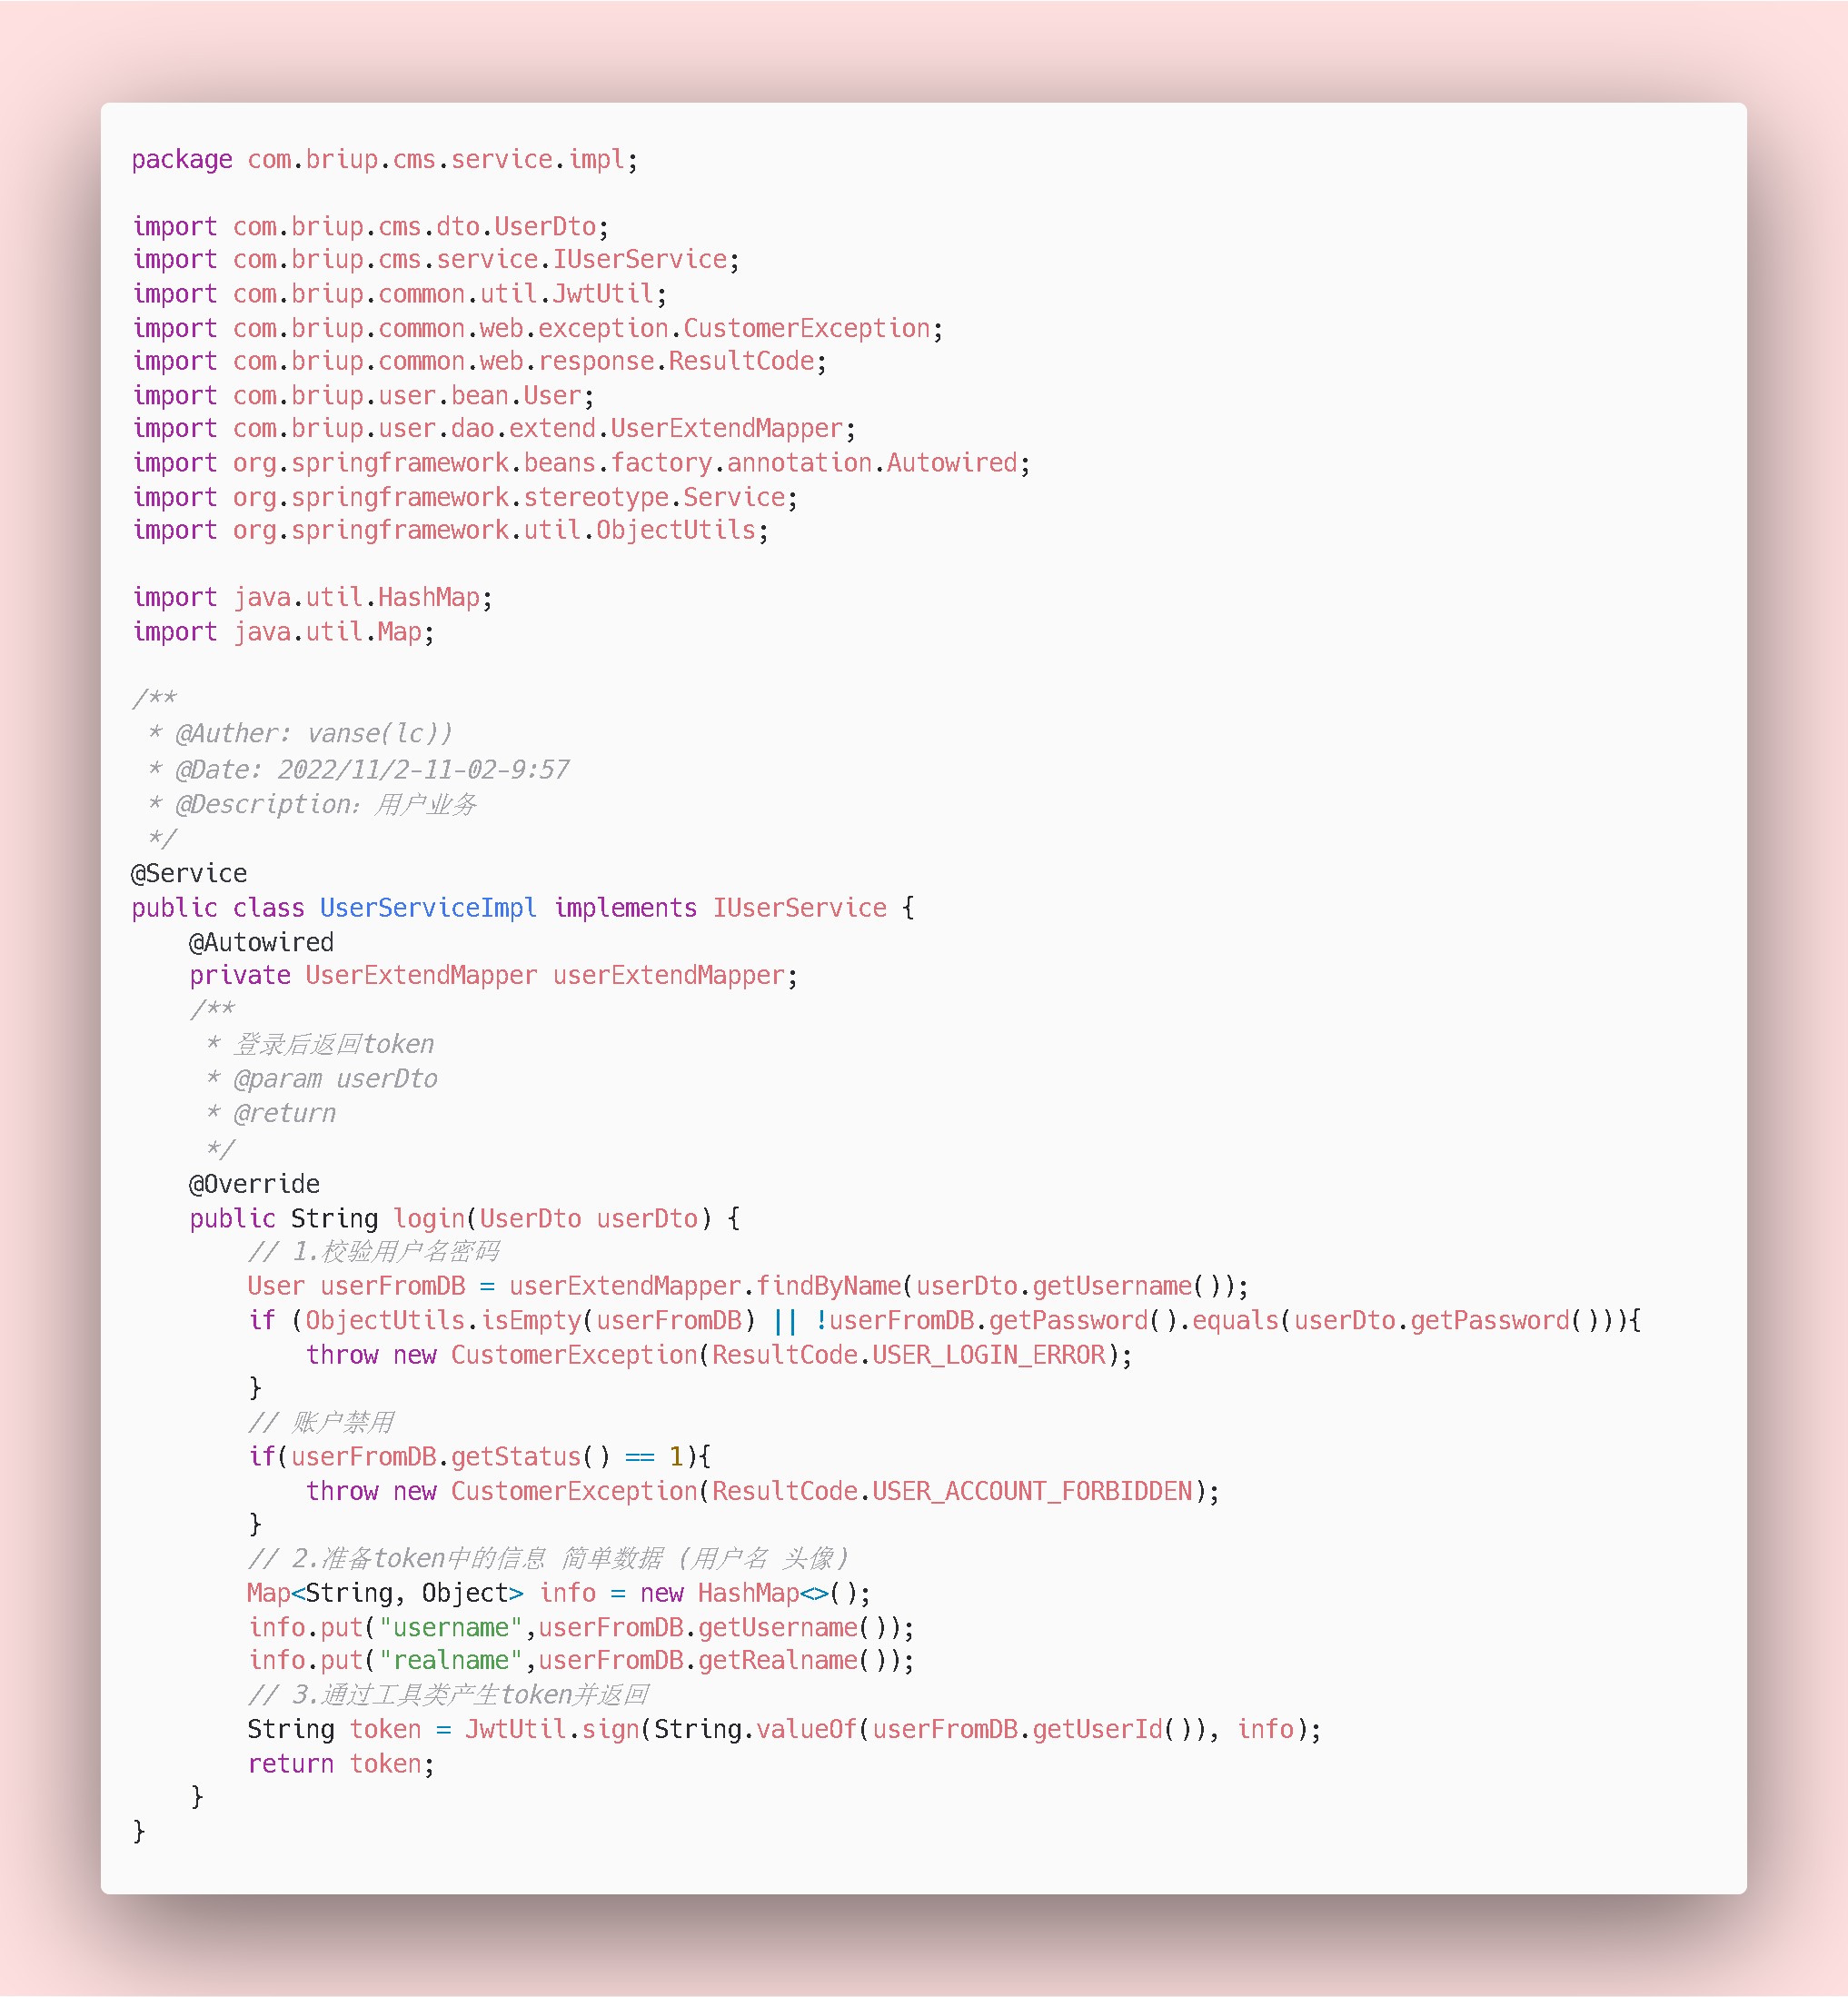 package com.briup.cms.service.impl;

import com.briup.cms.dto.UserDto;
import com.briup.cms.service.IUserService;
import com.briup.common.util.JwtUtil;
import com.briup.common.web.exception.CustomerException;
import com.briup.common.web.response.ResultCode;
import com.briup.user.bean.User;
import com.briup.user.dao.extend.UserExtendMapper;
import org.springframework.beans.factory.annotation.Autowired;
import org.springframework.stereotype.Service;
import org.springframework.util.ObjectUtils;

import java.util.HashMap;
import java.util.Map;

/**
 * @Auther: vanse(lc))
 * @Date: 2022/11/2-11-02-9:57
 * @Description：用户业务
 */
@Service
public class UserServiceImpl implements IUserService {
    @Autowired
    private UserExtendMapper userExtendMapper;
    /**
     * 登录后返回token
     * @param userDto
     * @return
     */
    @Override
    public String login(UserDto userDto) {
        // 1.校验用户名密码
        User userFromDB = userExtendMapper.findByName(userDto.getUsername());
        if (ObjectUtils.isEmpty(userFromDB) || !userFromDB.getPassword().equals(userDto.getPassword())){
            throw new CustomerException(ResultCode.USER_LOGIN_ERROR);
        }
        // 账户禁用
        if(userFromDB.getStatus() == 1){
            throw new CustomerException(ResultCode.USER_ACCOUNT_FORBIDDEN);
        }
        // 2.准备token中的信息 简单数据 (用户名 头像)
        Map<String, Object> info = new HashMap<>();
        info.put("username",userFromDB.getUsername());
        info.put("realname",userFromDB.getRealname());
        // 3.通过工具类产生token并返回
        String token = JwtUtil.sign(String.valueOf(userFromDB.getUserId()), info);
        return token;
    }
}